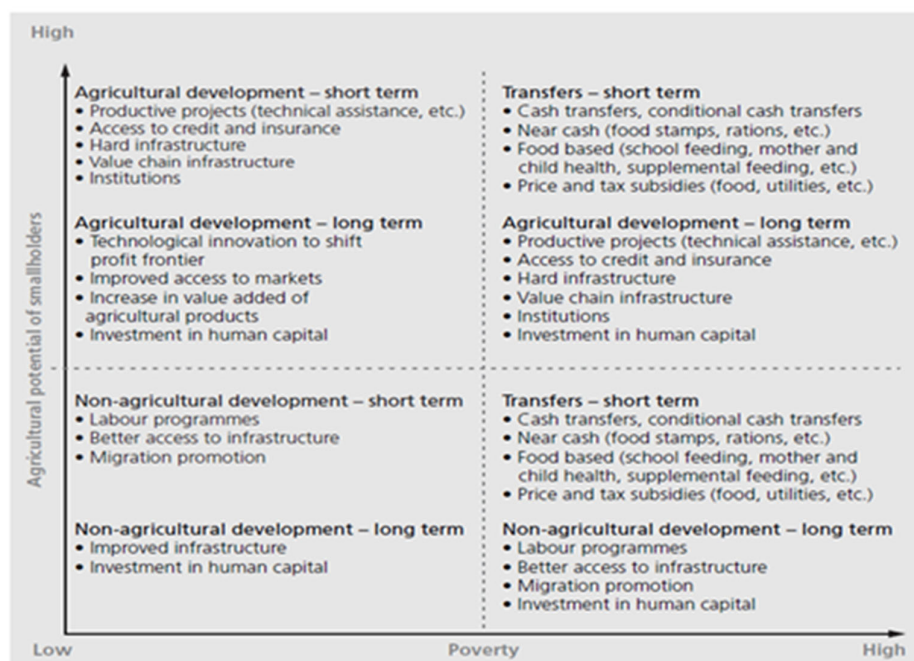 High
Agricultural potential of smallholders
Agricultural development – short term
• Productive projects (technical assistance, etc.)
• Access to credit and insurance
• Hard infrastructure
• Value chain infrastructure
• Institutions
Agricultural development – long term
• Technological innovation to shift
profit frontier
• Improved access to markets
• Increase in value added of
agricultural products
• Investment in human capital
Transfers – short term
• Cash transfers, conditional cash transfers
• Near cash (food stamps, rations, etc.)
• Food based (school feeding, mother and
child health, supplemental feeding, etc.)
• Price and tax subsidies (food, utilities, etc.)
Agricultural development – long term
• Productive projects (technical assistance, etc.)
• Access to credit and insurance
• Hard infrastructure
• Value chain infrastructure
• Institutions
• Investment in human capital
Non-agricultural development – short term
• Labour programmes
• Better access to infrastructure
• Migration promotion
Non-agricultural development – long term
• Improved infrastructure
• Investment in human capital
Transfers – short term
• Cash transfers, conditional cash transfers
• Near cash (food stamps, rations, etc.)
• Food based (school feeding, mother and
child health, supplemental feeding, etc.)
• Price and tax subsidies (food, utilities, etc.)
Non-agricultural development – long term
• Labour programmes
• Better access to infrastructure
• Migration promotion
• Investment in human capital
Low
Poverty
High